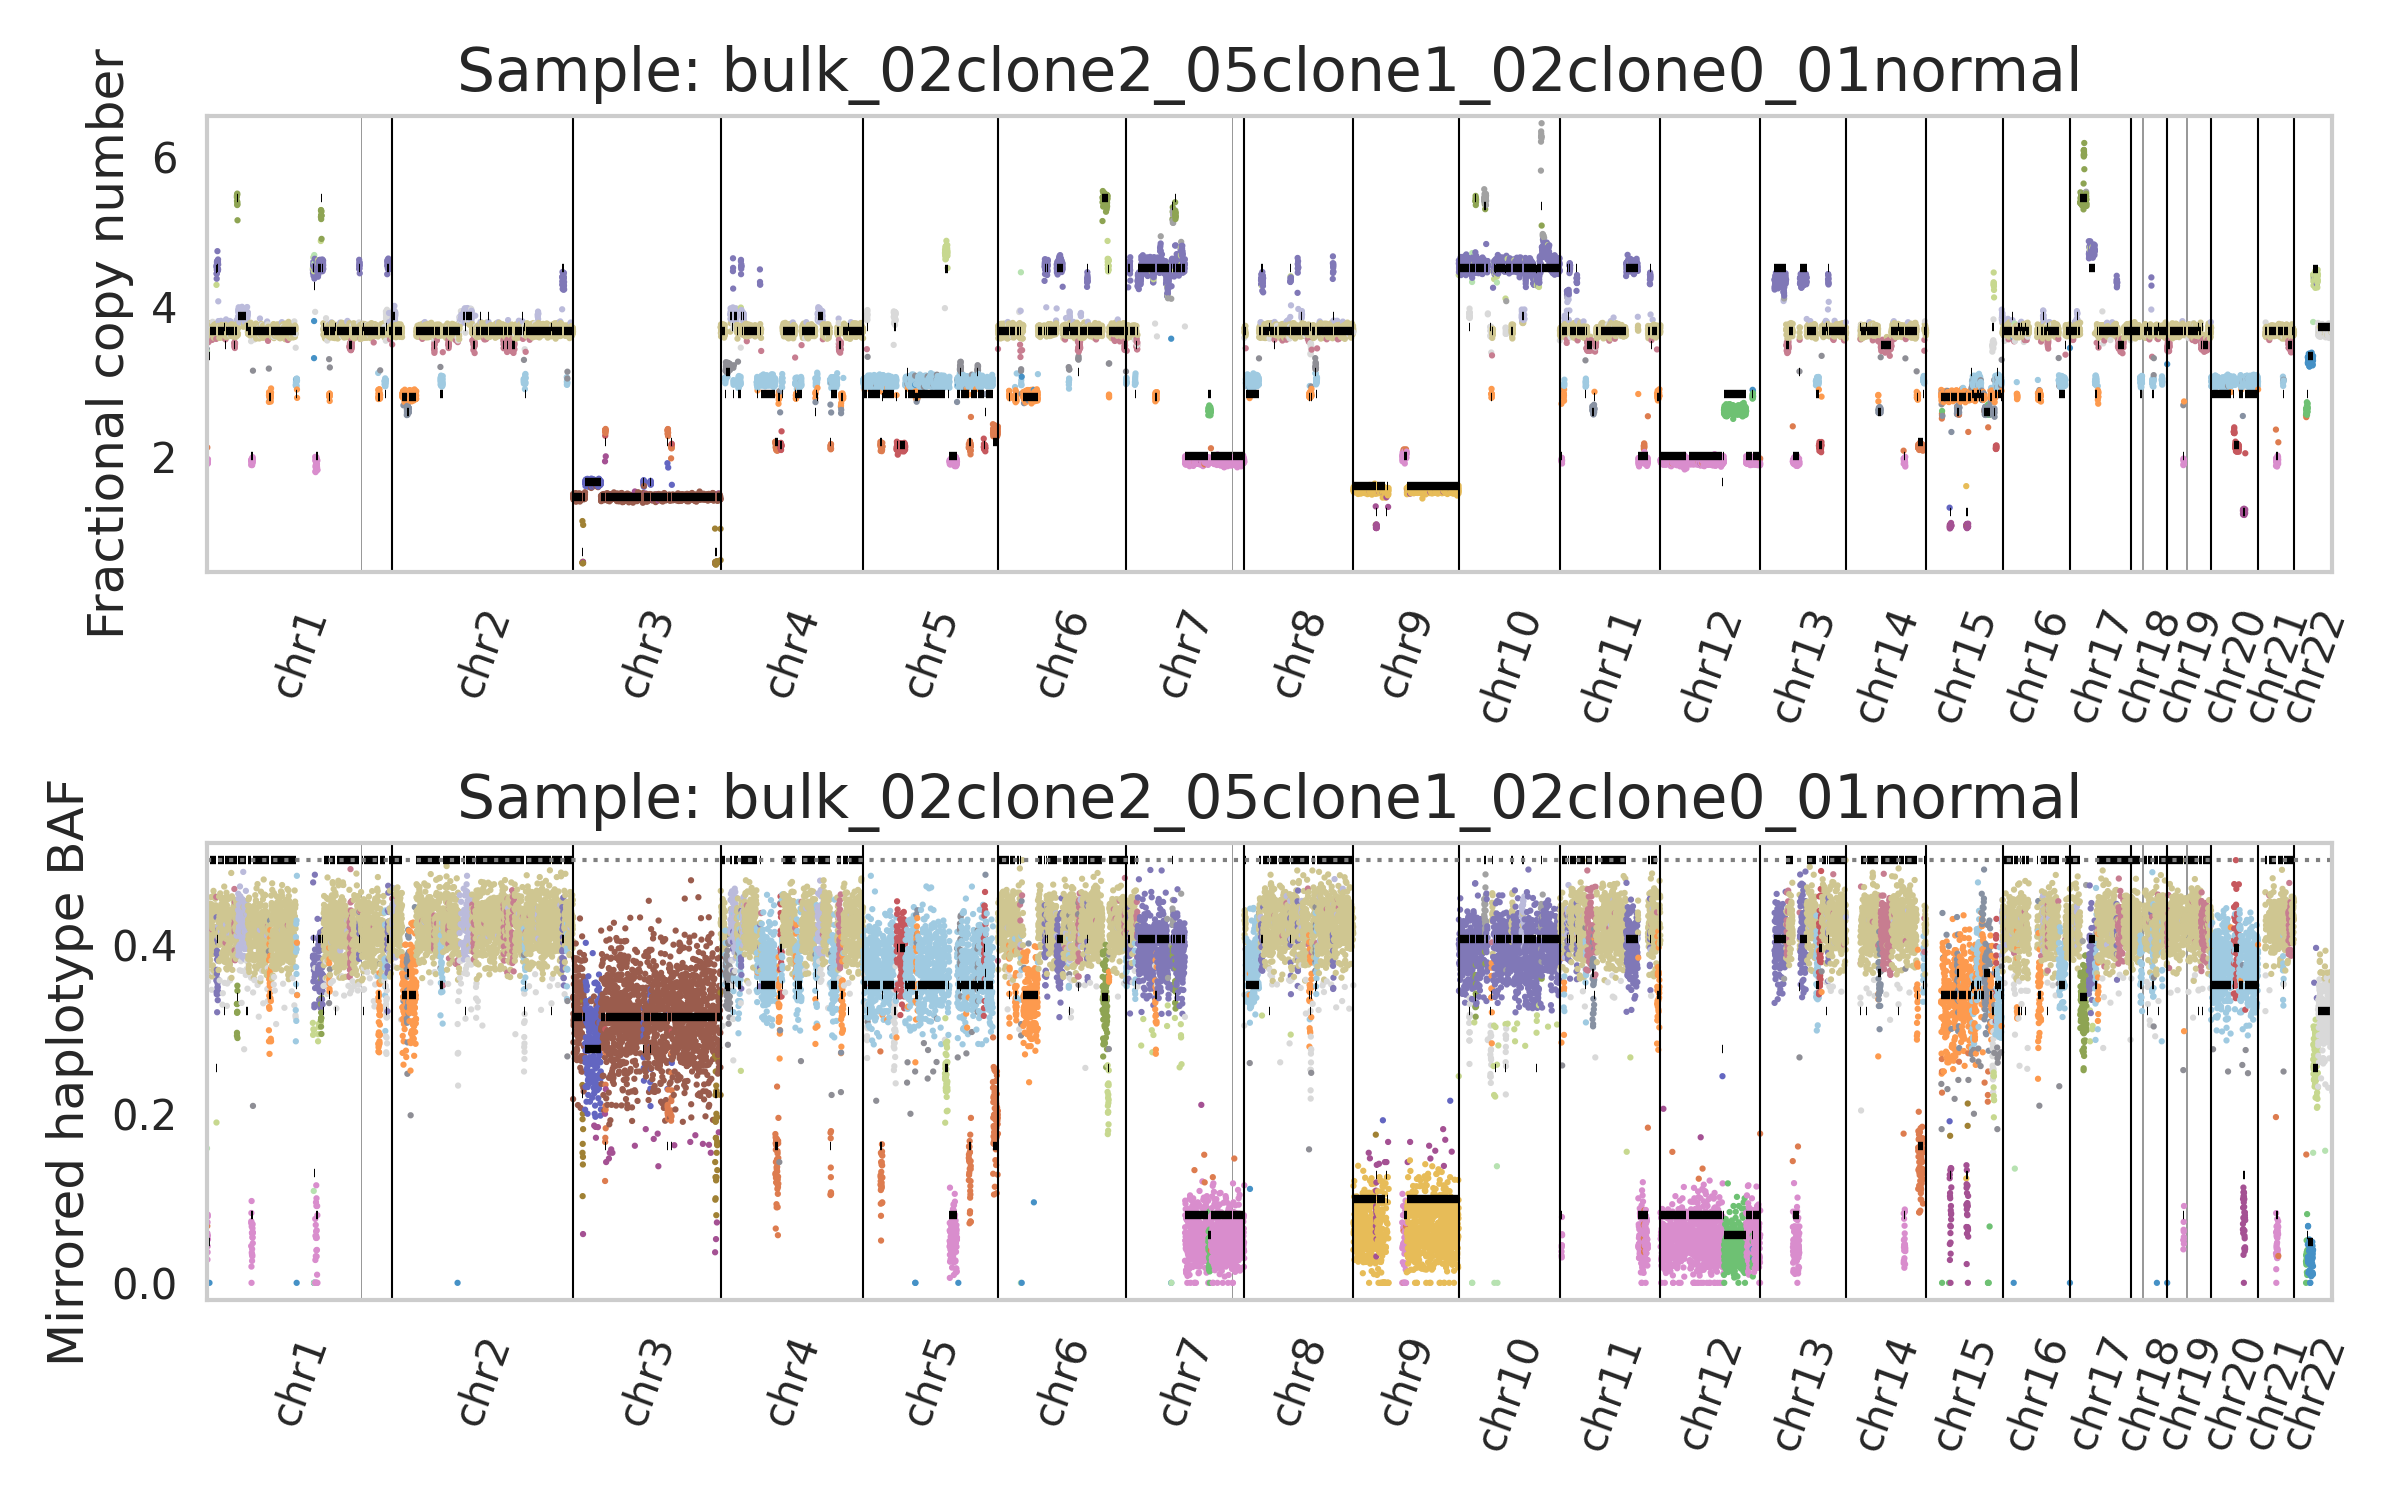 Sample: bulk_02clone2_05clone1_02clone0_01normal
Fractional copy number
6
4
2
chr1 chr2 chr3 chr4 chr5 chr6 chr7 chr8 chr9 chr10 chr11 chr12 chr13 chr14 chr15 chr16 chr17 chr18 chr19 chr20 chr21 chr22
Sample: bulk_02clone2_05clone1_02clone0_01normal
Mirrored haplotype BAF
0.4
0.2
0.0
chr1 chr2 chr3 chr4 chr5 chr6 chr7 chr8 chr9 chr10 chr11 chr12 chr13 chr14 chr15 chr16 chr17 chr18 chr19 chr20 chr21 chr22